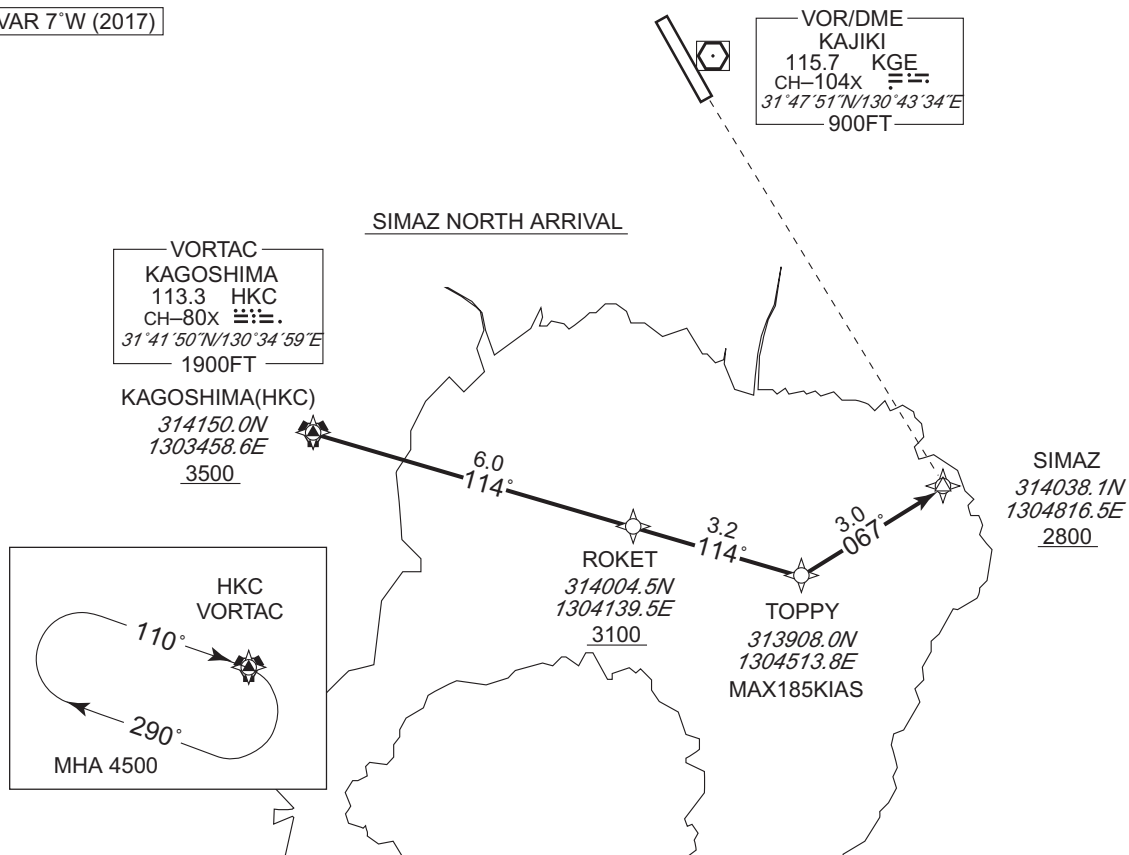 VAR 7°W (2017)
VOR/DME
KAJIKI
115.7 KGE
CH–104X
31°47´51˝N/130°43´34˝E
900FT
SIMAZ NORTH ARRIVAL
VORTAC
KAGOSHIMA
113.3 HKC
CH–80X
31°41´50˝N/130°34´59˝E
1900FT
KAGOSHIMA(HKC)
314150.0N
1303458.6E
3500
6.0
114°
ROKET
314004.5N
1304139.5E
3100
3.2
114°
TOPPY
313908.0N
1304513.8E
MAX185KIAS
3.0
067°
SIMAZ
314038.1N
1304816.5E
2800
HKC
VORTAC
110°
290°
MHA 4500